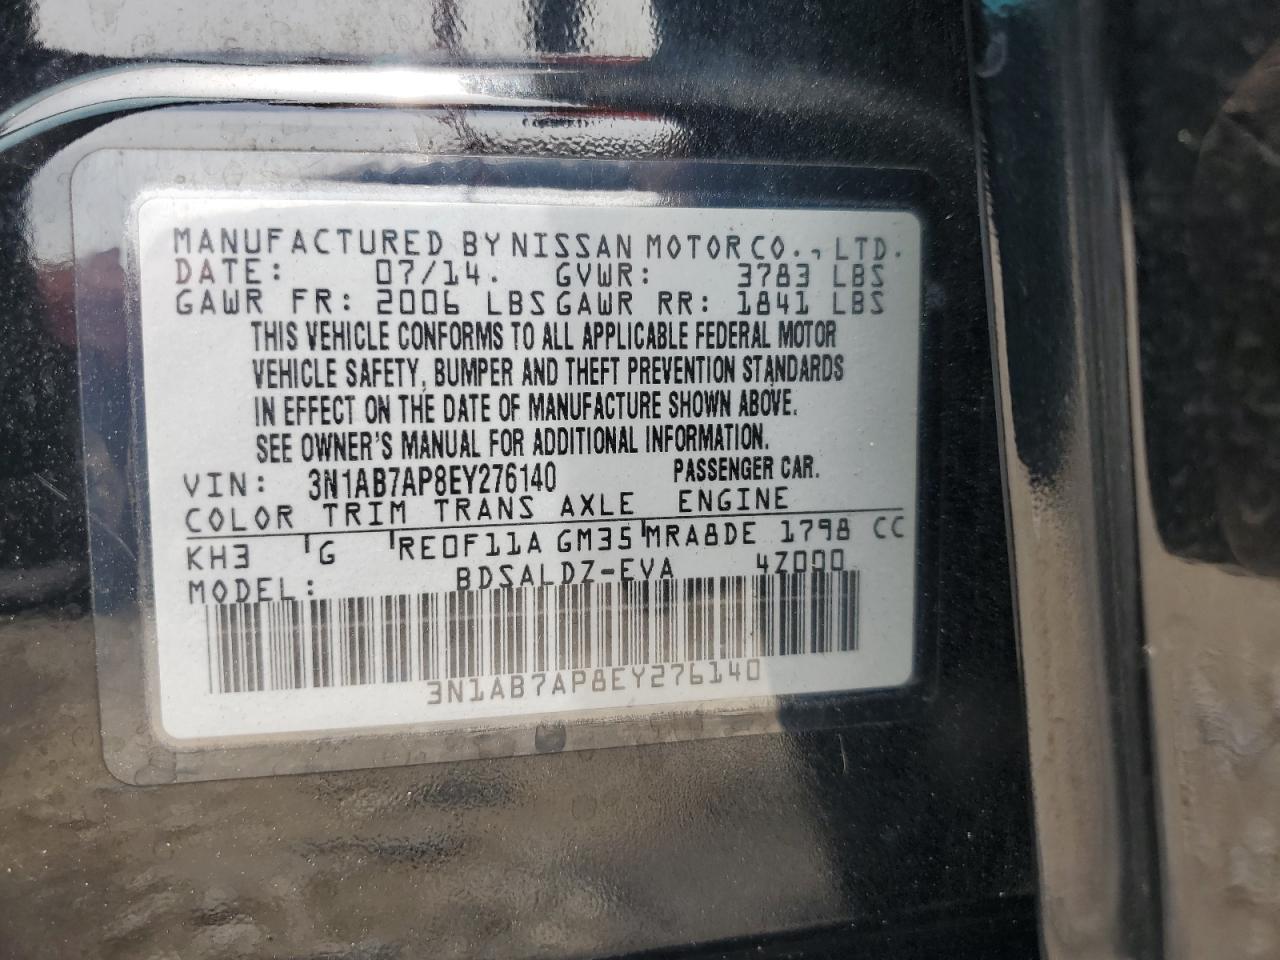 MANUFACTURED BY NISSAN MOTOR CO., LTD.
DATE: 07/14. GVWR: 3783 LBS
GAWR FR: 2006 LBS GAWR RR: 1841 LBS
THIS VEHICLE CONFORMS TO ALL APPLICABLE FEDERAL MOTOR
VEHICLE SAFETY, BUMPER AND THEFT PREVENTION STANDARDS
IN EFFECT ON THE DATE OF MANUFACTURE SHOWN ABOVE.
SEE OWNER'S MANUAL FOR ADDITIONAL INFORMATION.
VIN: 3N1AB7AP8EY276140 PASSENGER CAR.
COLOR TRIM TRANS AXLE ENGINE
KH3 G RE0F11A GM35 MRA8DE 1798 CC
MODEL: BDSALDZ-EVA 4Z000
3N1AB7AP8EY276140